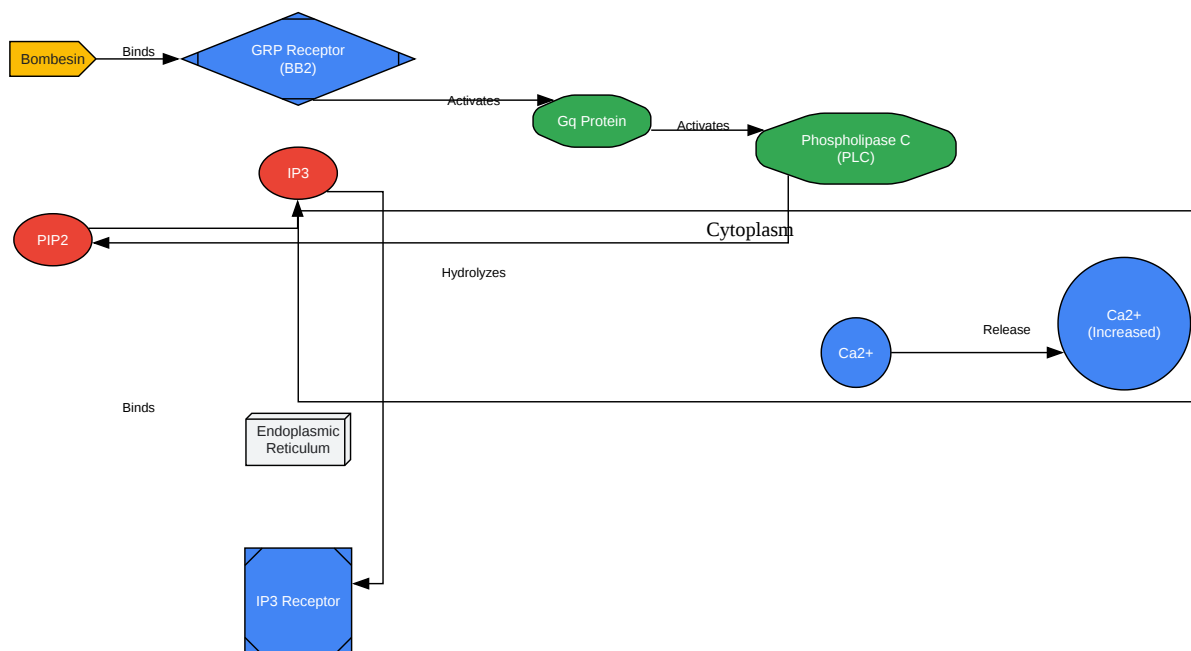 Bombesin
Binds
GRP Receptor
(BB2)
Activates
Gq Protein
Activates
Phospholipase C
(PLC)
IP3
PIP2
Cytoplasm
Hydrolyzes
Ca2+
Release
Ca2+
(Increased)
Binds
Endoplasmic
Reticulum
IP3 Receptor